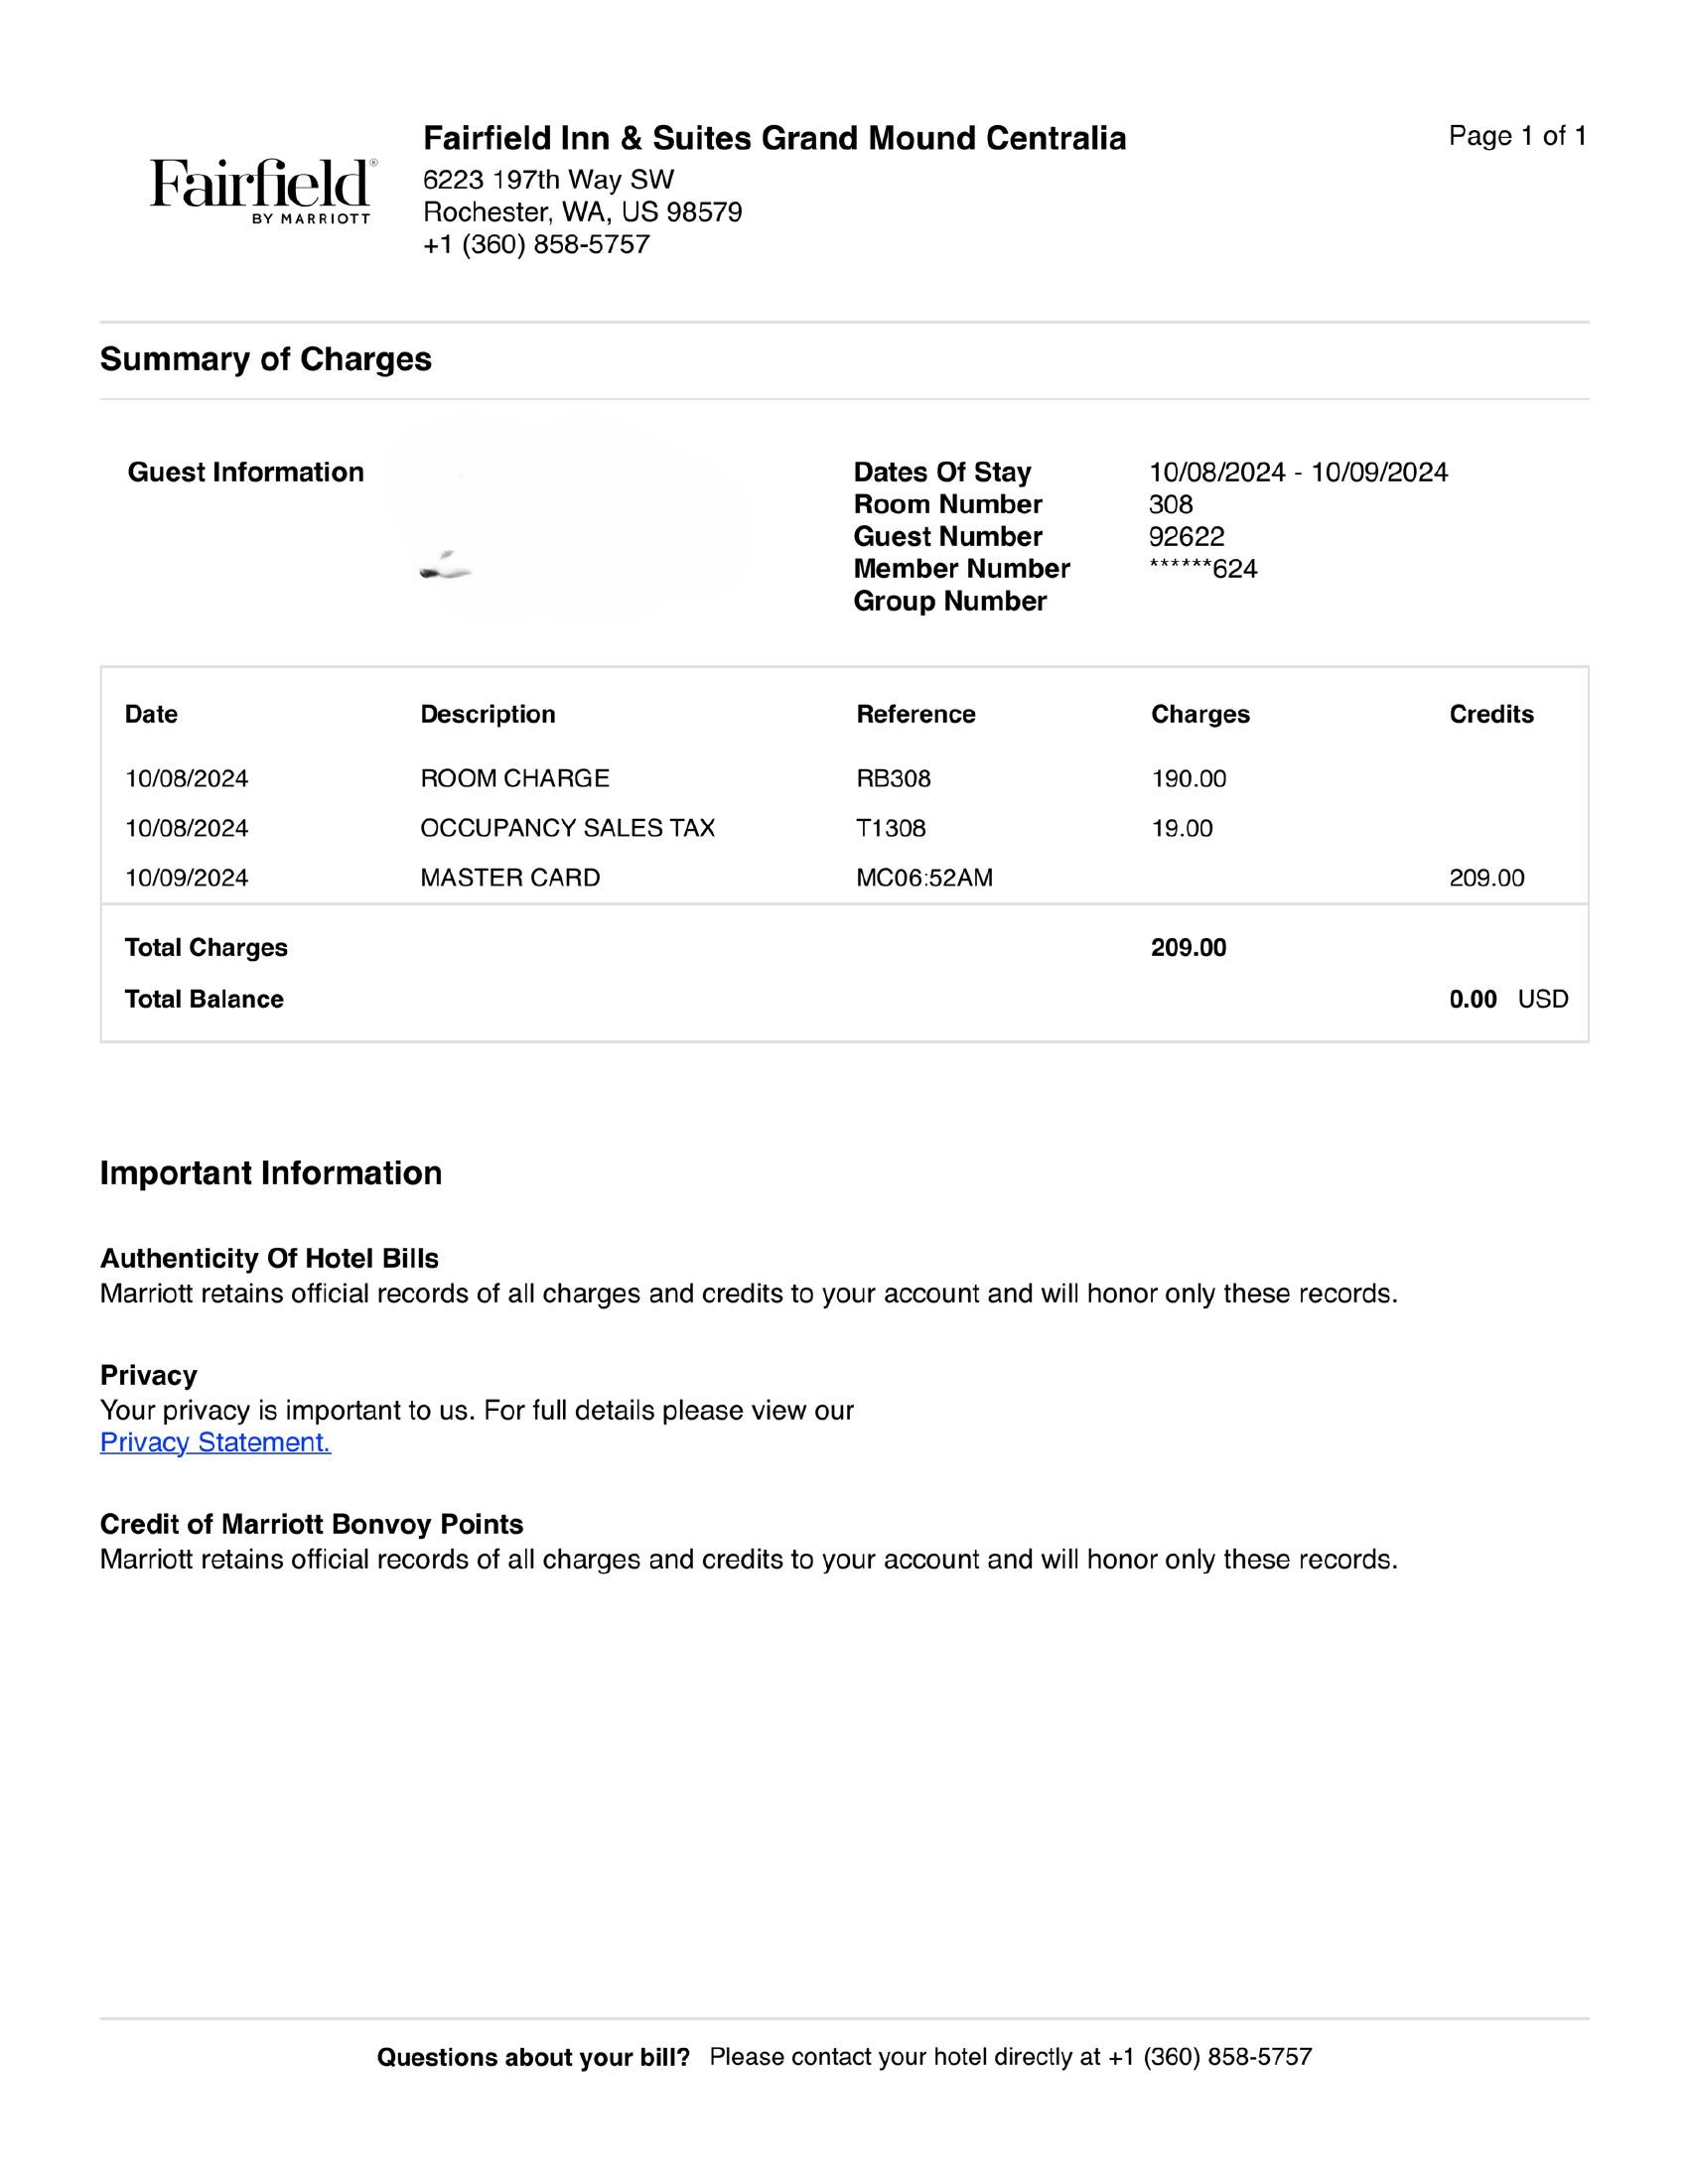 Fairfield®
BY MARRIOTT
Fairfield Inn & Suites Grand Mound Centralia
6223 197th Way SW
Rochester, WA, US 98579
+1 (360) 858-5757
Page 1 of 1
Summary of Charges
Guest Information
Dates Of Stay 10/08/2024 - 10/09/2024
Room Number 308
Guest Number 92622
Member Number ******624
Group Number
Date Description Reference Charges Credits
10/08/2024 ROOM CHARGE RB308 190.00
10/08/2024 OCCUPANCY SALES TAX T1308 19.00
10/09/2024 MASTER CARD MC06:52AM 209.00
Total Charges 209.00
Total Balance 0.00 USD
Important Information
Authenticity Of Hotel Bills
Marriott retains official records of all charges and credits to your account and will honor only these records.
Privacy
Your privacy is important to us. For full details please view our
Privacy Statement.
Credit of Marriott Bonvoy Points
Marriott retains official records of all charges and credits to your account and will honor only these records.
Questions about your bill? Please contact your hotel directly at +1 (360) 858-5757